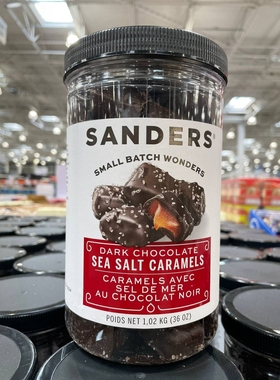 SANDERS®
SMALL BATCH WONDERS
DARK CHOCOLATE
SEA SALT CARAMELS
CARAMELS AVEC
SEL DE MER
AU CHOCOLAT NOIR
POIDS NET 1.02 KG (36 OZ)